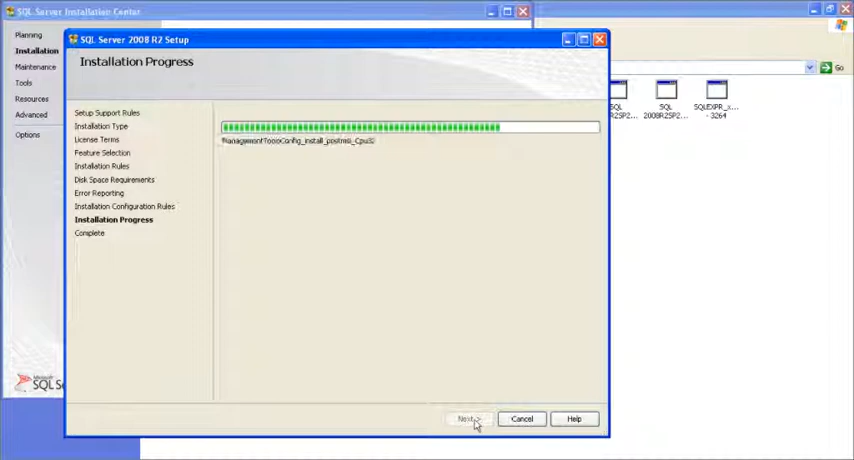 SQL Server Installation Center
Planning
Installation
Maintenance
Tools
Resources
Advanced
Options
SQL Server 2008 R2 Setup
Installation Progress
Setup Support Rules
Installation Type
License Terms
Feature Selection
Installation Rules
Disk Space Requirements
Error Reporting
Installation Configuration Rules
Installation Progress
Complete
ManagementToolsConfig_install_postmsi_Cpu32
Next >
Cancel
Help
Go
SQL
SQL
2008R2SP2...
SQLEXPR_x...
- 3264